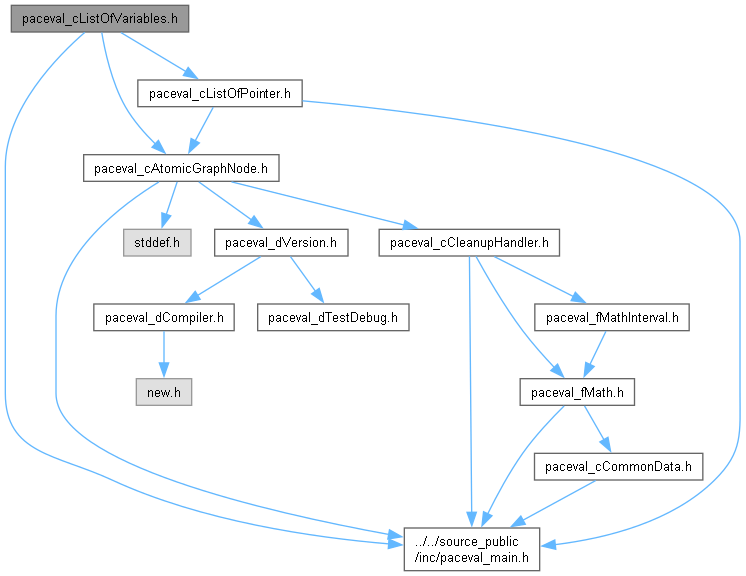 paceval_cListOfVariables.h
paceval_cListOfPointer.h
paceval_cAtomicGraphNode.h
stddef.h
paceval_dVersion.h
paceval_cCleanupHandler.h
paceval_dCompiler.h
paceval_dTestDebug.h
paceval_fMathInterval.h
new.h
paceval_fMath.h
paceval_cCommonData.h
../../source_public
/inc/paceval_main.h